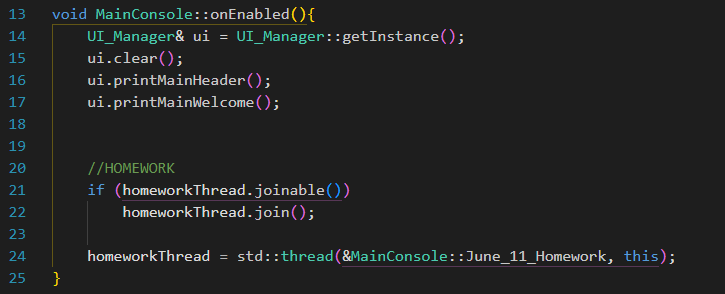 13 void MainConsole::onEnabled(){
14     UI_Manager& ui = UI_Manager::getInstance();
15     ui.clear();
16     ui.printMainHeader();
17     ui.printMainWelcome();
18
19
20     //HOMEWORK
21     if (homeworkThread.joinable())
22         homeworkThread.join();
23
24     homeworkThread = std::thread(&MainConsole::June_11_Homework, this);
25 }